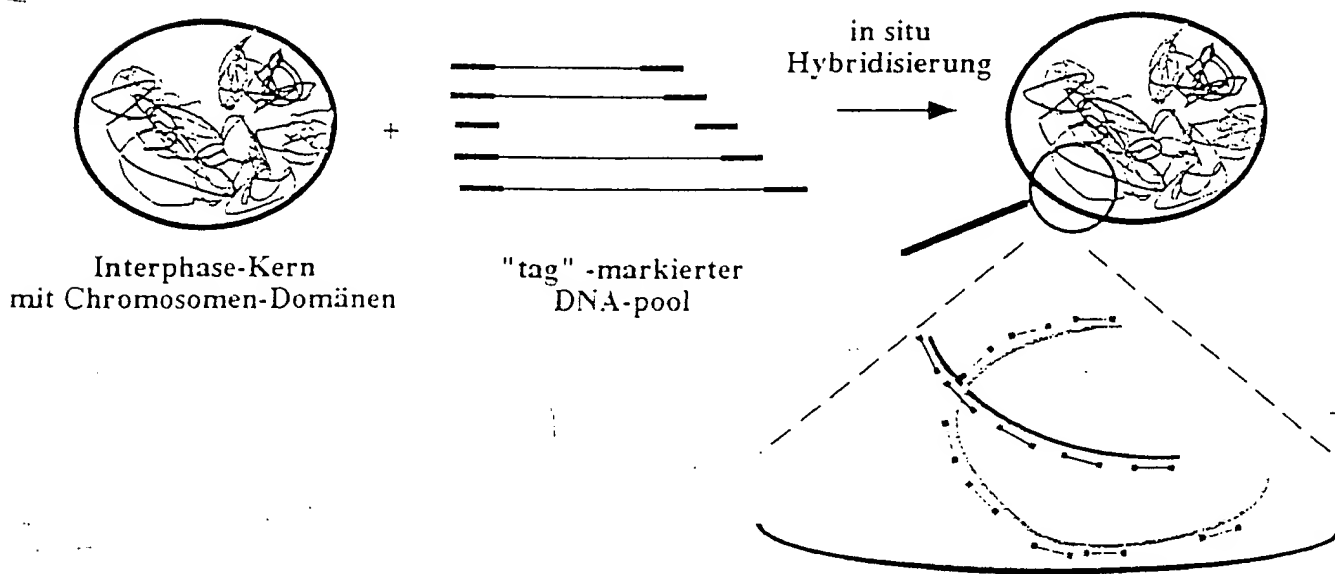 in situ
Hybridisierung
+
Interphase-Kern
mit Chromosomen-Domänen
"tag" -markierter
DNA-pool